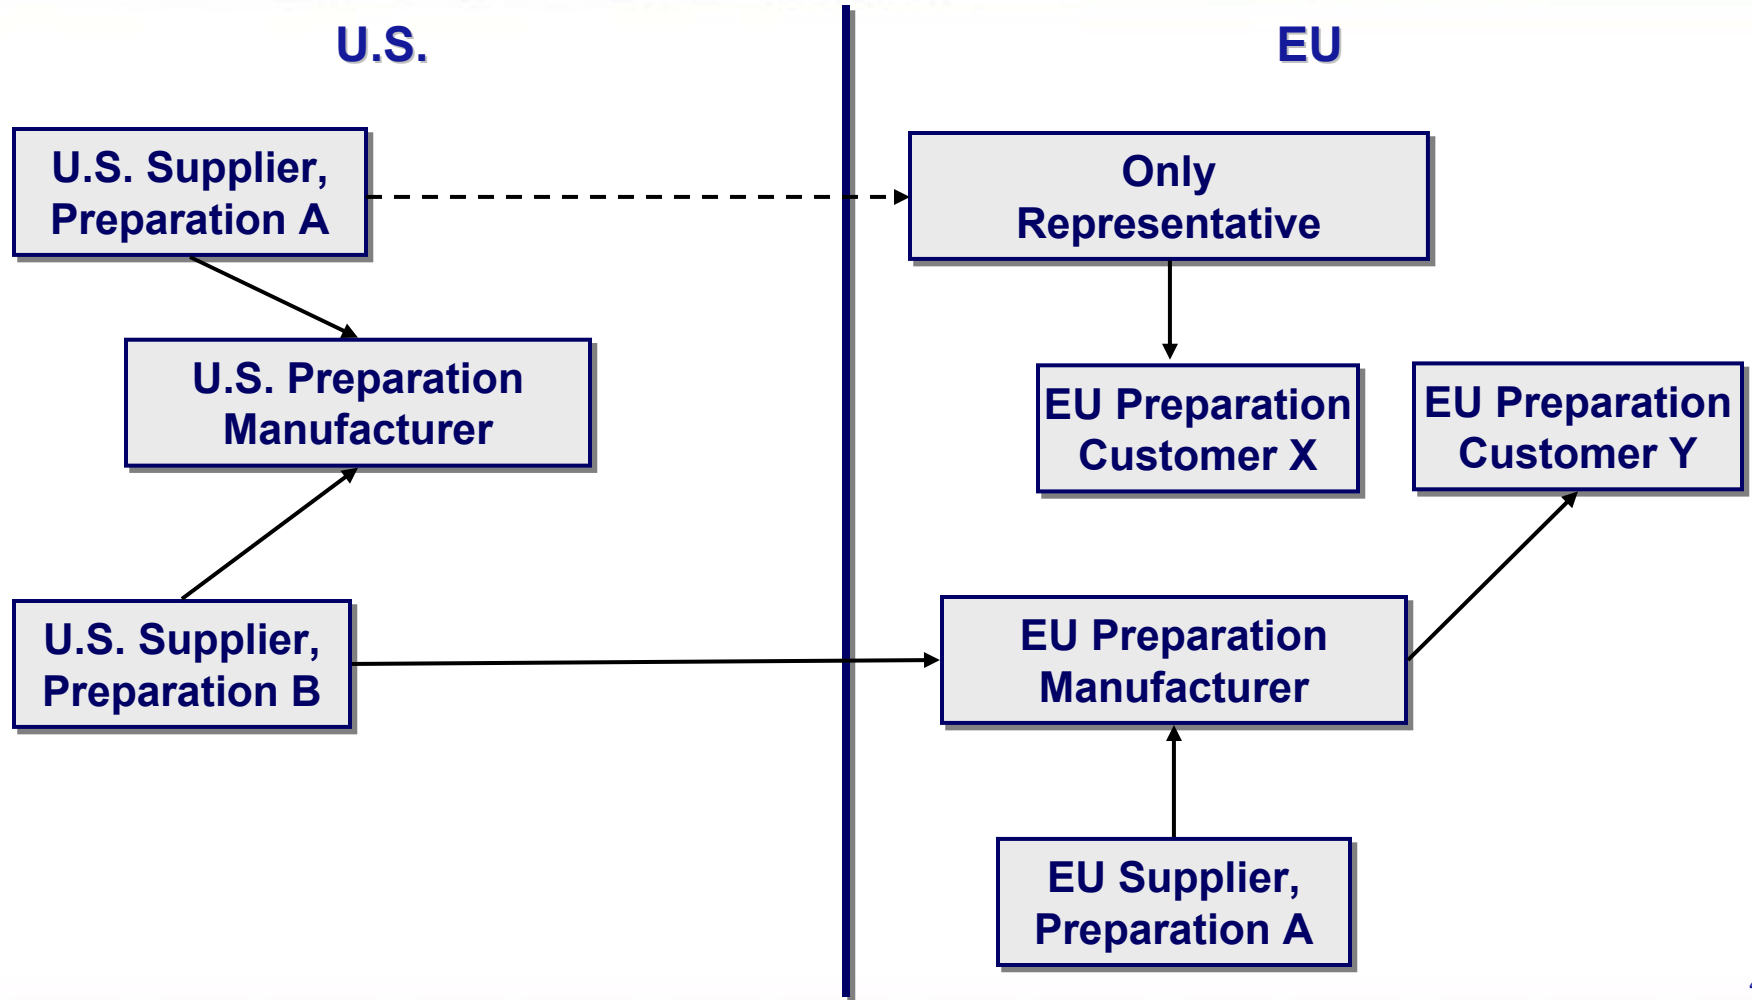 U.S.
EU
U.S. Supplier,
Preparation A
Only
Representative
U.S. Preparation
Manufacturer
EU Preparation
Customer X
EU Preparation
Customer Y
U.S. Supplier,
Preparation B
EU Preparation
Manufacturer
EU Supplier,
Preparation A